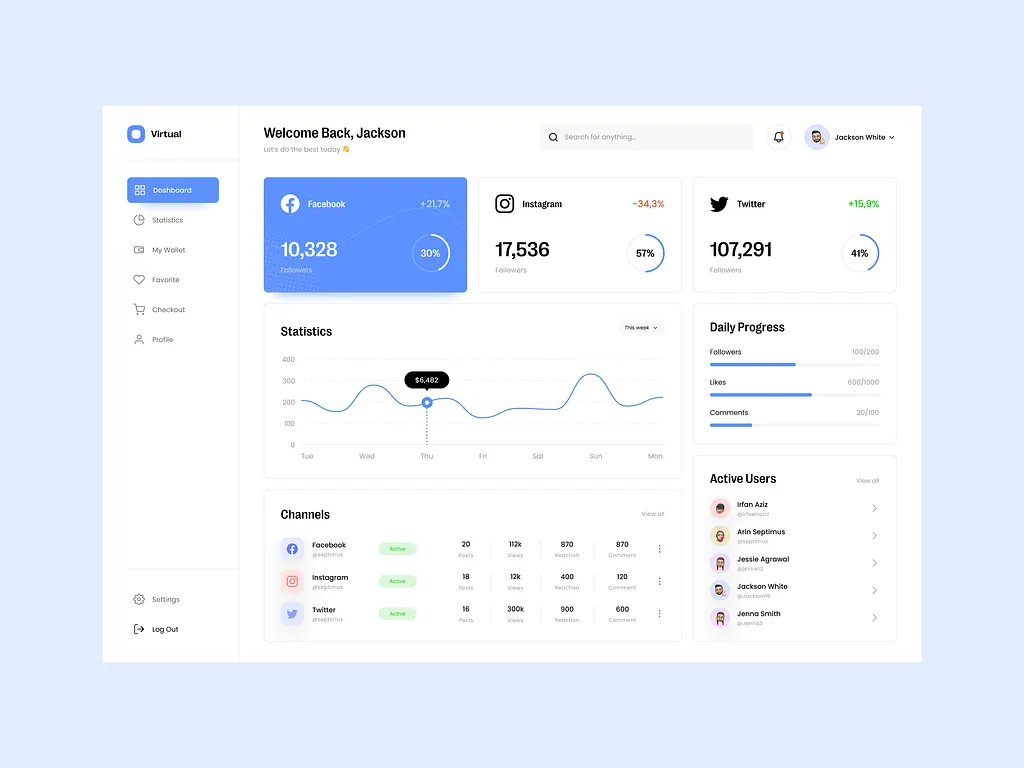 Virtual
Dashboard
Statistics
My Wallet
Favorite
Checkout
Profile
Settings
Log Out
Welcome Back, Jackson
Let's do the best today 👋
Search for anything...
Jackson White
Facebook
+21,7%
10,328
Followers
30%
Instagram
-34,3%
17,536
Followers
57%
Twitter
+15,9%
107,291
Followers
41%
Statistics
This week
400
300
200
100
0
$6,482
Tue Wed Thu Fri Sat Sun Mon
Daily Progress
Followers 100/200
Likes 600/1000
Comments 20/100
Channels
View all
Facebook
@septimus
Active
20 112k 870 870
Posts Views Reaction Comment
Instagram
@septimus
Active
18 12k 400 120
Posts Views Reaction Comment
Twitter
@septimus
Active
16 300k 900 600
Posts Views Reaction Comment
Active Users
View all
Irfan Aziz
@irfaenaziz
Arin Septimus
@septimus
Jessie Agrawal
@jessiel2
Jackson White
@JacksonW
Jenna Smith
@JennaS